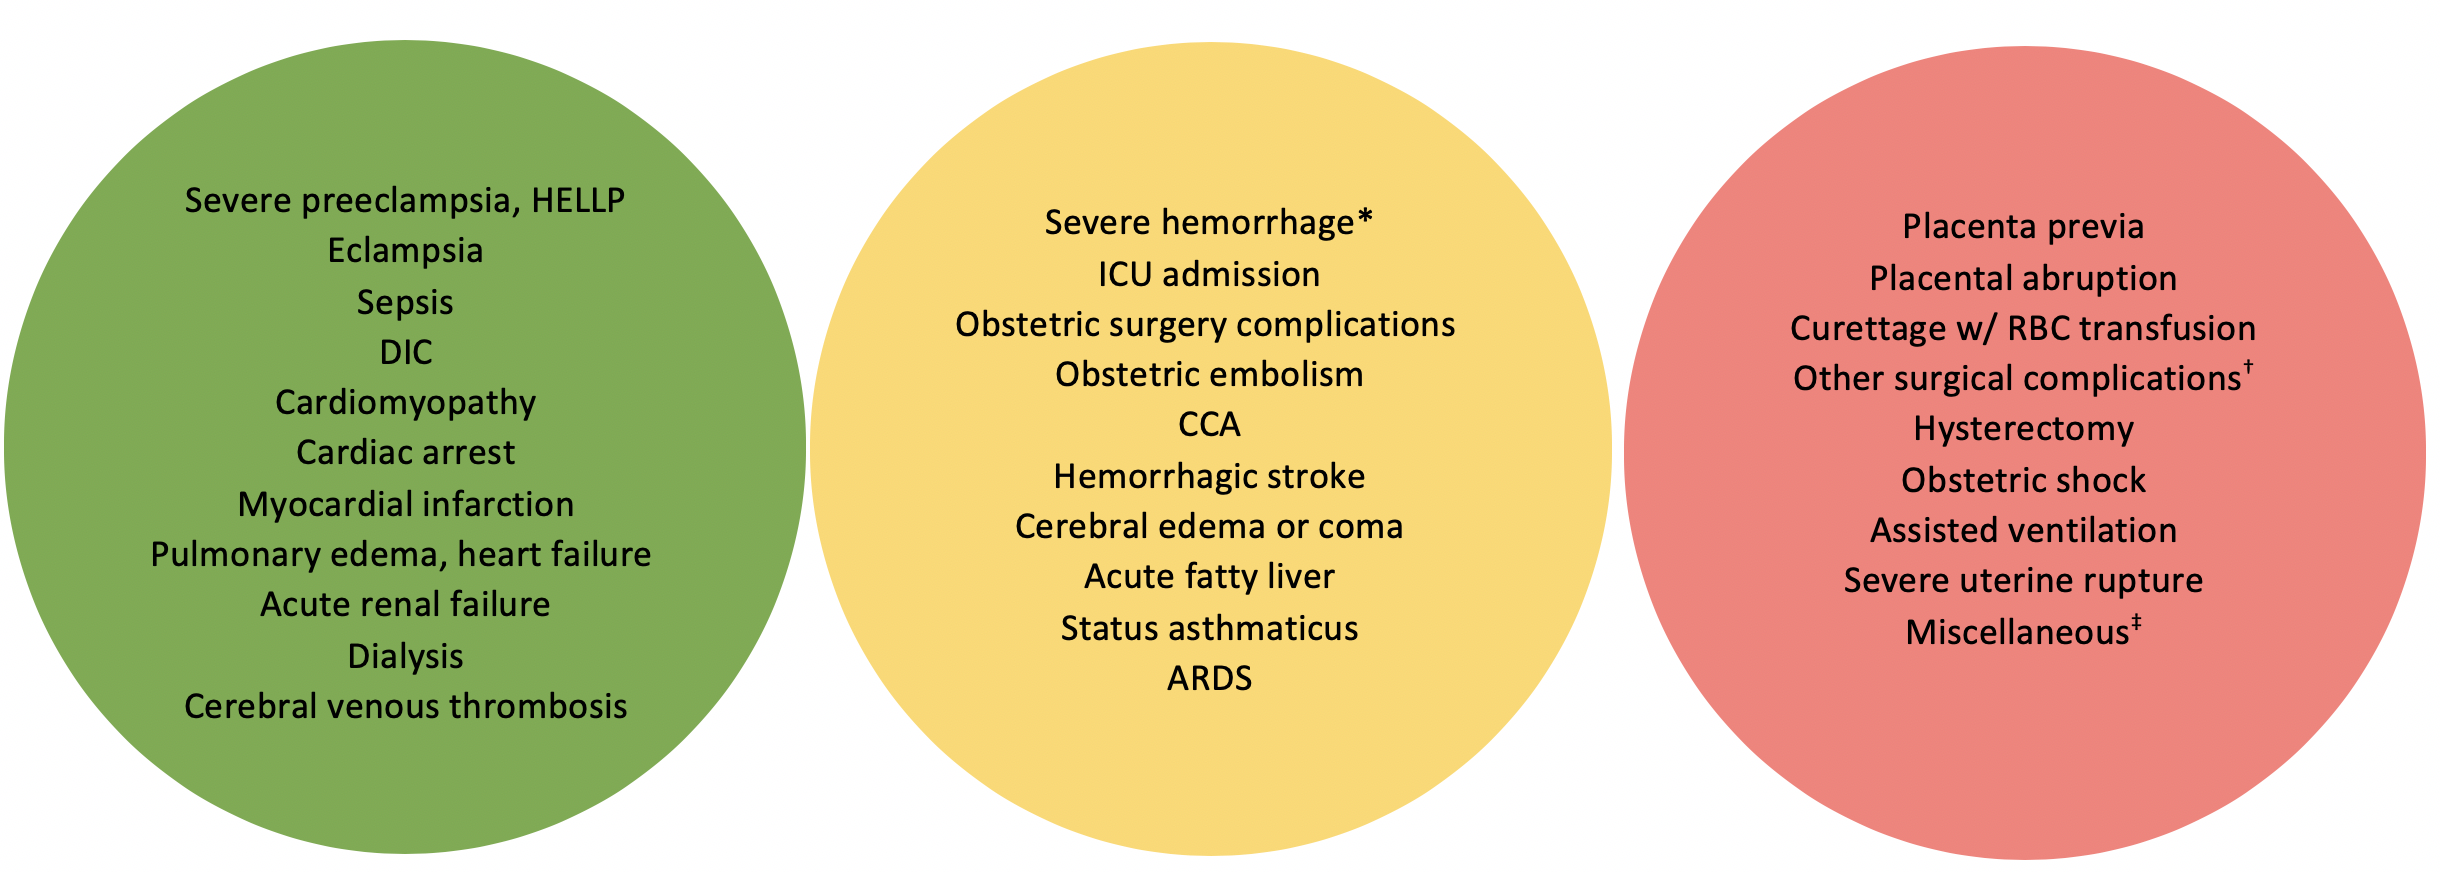 Severe preeclampsia, HELLP
Eclampsia
Sepsis
DIC
Cardiomyopathy
Cardiac arrest
Myocardial infarction
Pulmonary edema, heart failure
Acute renal failure
Dialysis
Cerebral venous thrombosis
Severe hemorrhage*
ICU admission
Obstetric surgery complications
Obstetric embolism
CCA
Hemorrhagic stroke
Cerebral edema or coma
Acute fatty liver
Status asthmaticus
ARDS
Placenta previa
Placental abruption
Curettage w/ RBC transfusion
Other surgical complications†
Hysterectomy
Obstetric shock
Assisted ventilation
Severe uterine rupture
Miscellaneous‡